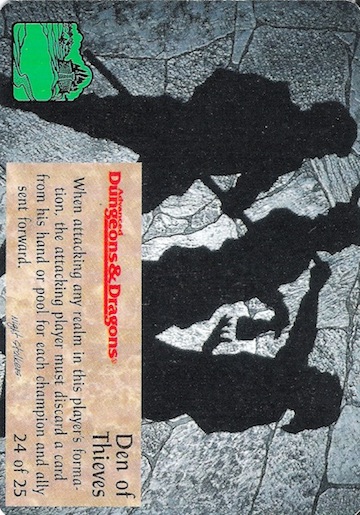 Den of
Thieves
Advanced
Dungeons & Dragons®
When attacking any realm in this player's forma-
tion, the attacking player must discard a card
from his hand or pool for each champion and ally
sent forward.
24 of 25